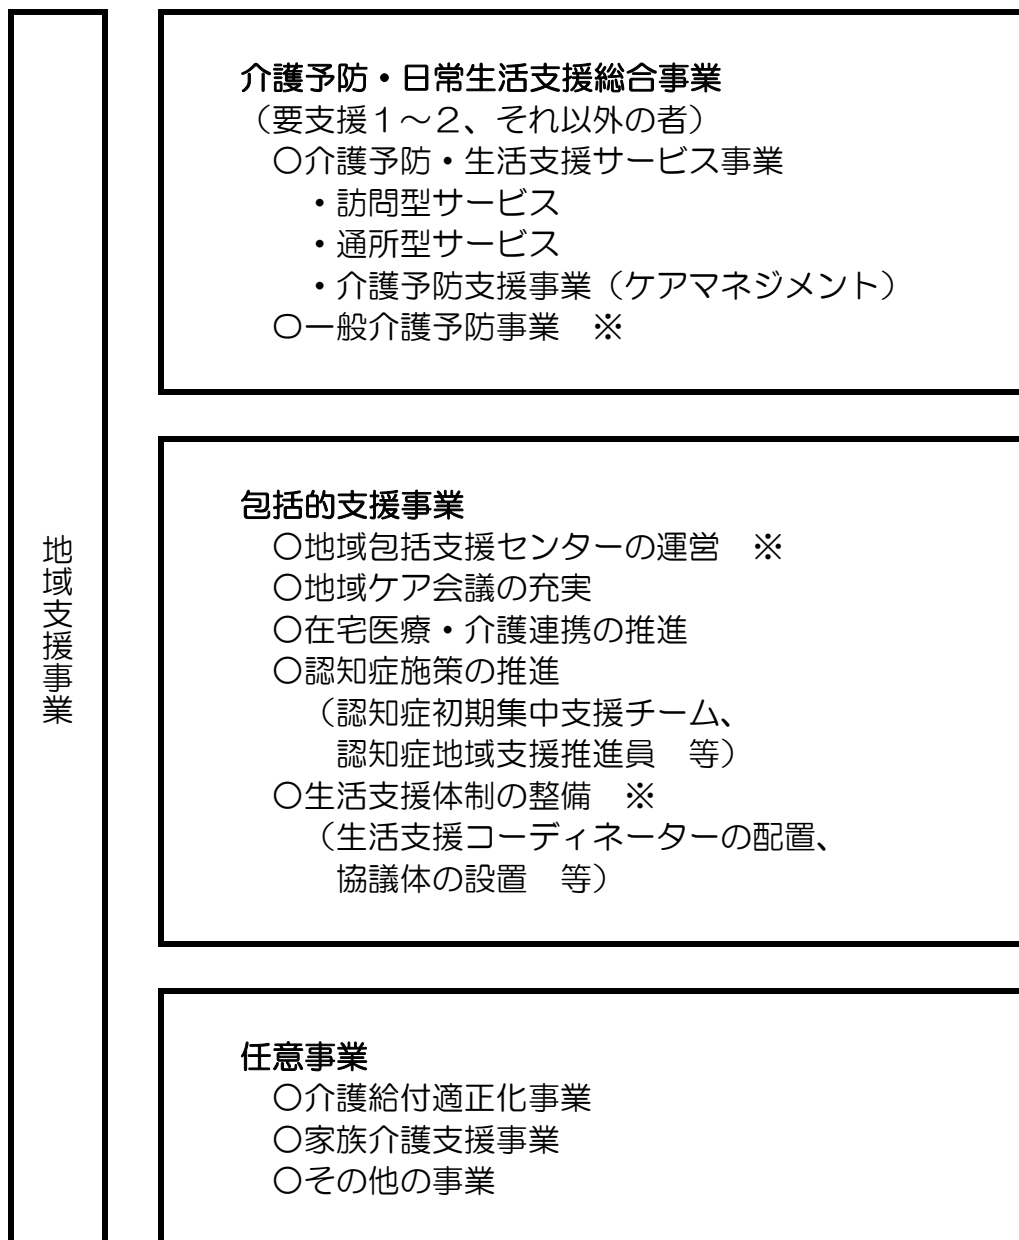 地域支援事業
介護予防・日常生活支援総合事業
（要支援１～２、それ以外の者）
〇介護予防・生活支援サービス事業
・訪問型サービス
・通所型サービス
・介護予防支援事業（ケアマネジメント）
〇一般介護予防事業　※
包括的支援事業
〇地域包括支援センターの運営　※
〇地域ケア会議の充実
〇在宅医療・介護連携の推進
〇認知症施策の推進
（認知症初期集中支援チーム、
認知症地域支援推進員　等）
〇生活支援体制の整備　※
（生活支援コーディネーターの配置、
協議体の設置　等）
任意事業
〇介護給付適正化事業
〇家族介護支援事業
〇その他の事業